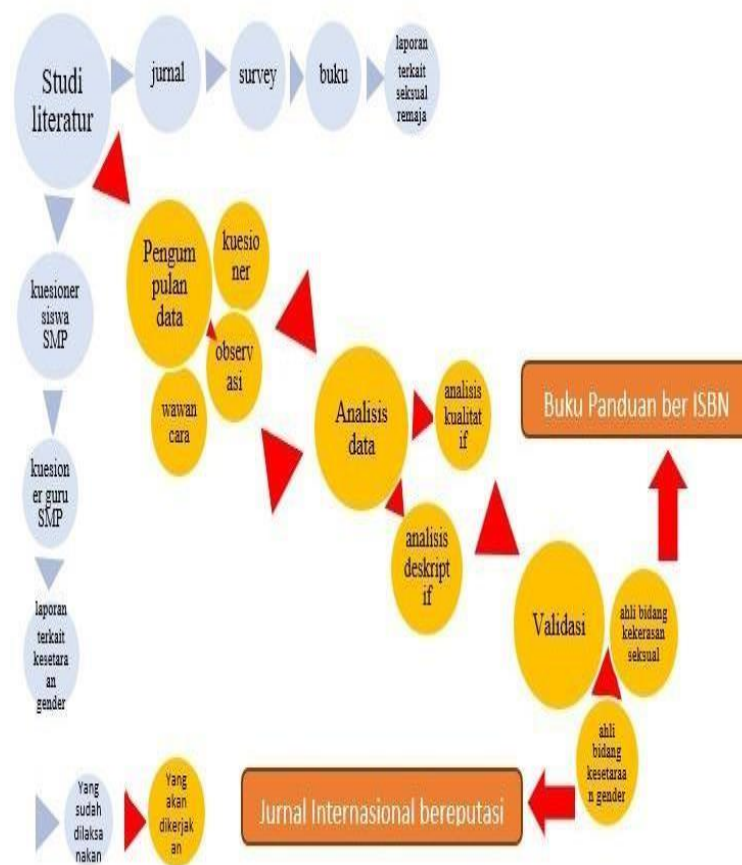 Studi
literatur
jurnal
survey
buku
laporan
terkait
seksual
remaja
kuesioner
siswa
SMP
kuesion
er guru
SMP
laporan
terkait
kesetara
an
gender
Pengum
pulan
data
kuesio
ner
observ
asi
wawan
cara
Analisis
data
analisis
kualitat
if
analisis
deskript
if
Validasi
ahli bidang
kekerasan
seksual
ahli
bidang
kesetaraa
n gender
Buku Panduan ber ISBN
Jurnal Internasional bereputasi
Yang
sudah
dilaksa
nakan
Yang
akan
dikerjak
an